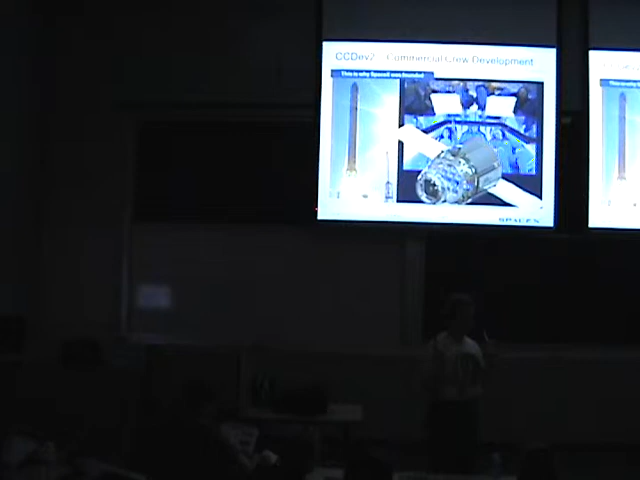 CCDev2 - Commercial Crew Development
This is why SpaceX was founded
SPACEX